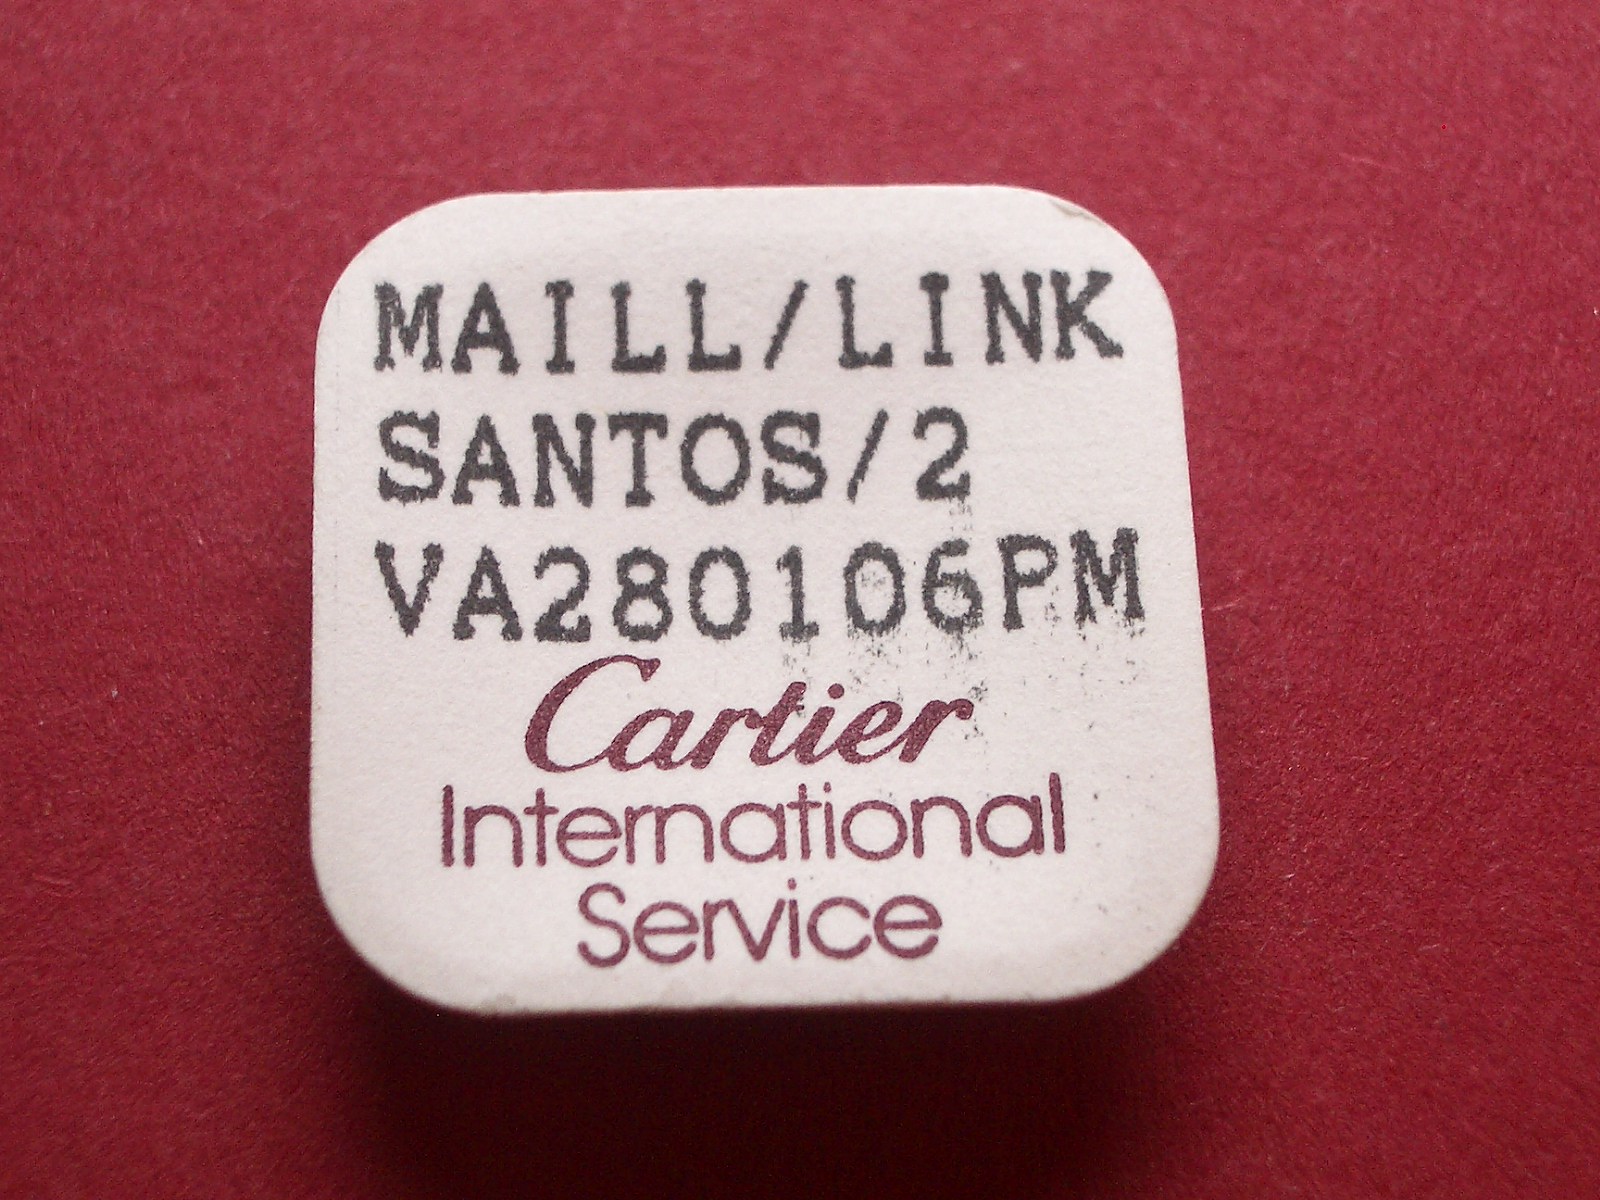 MAILL/LINK
SANTOS/2
VA280106PM
Cartier
International
Service